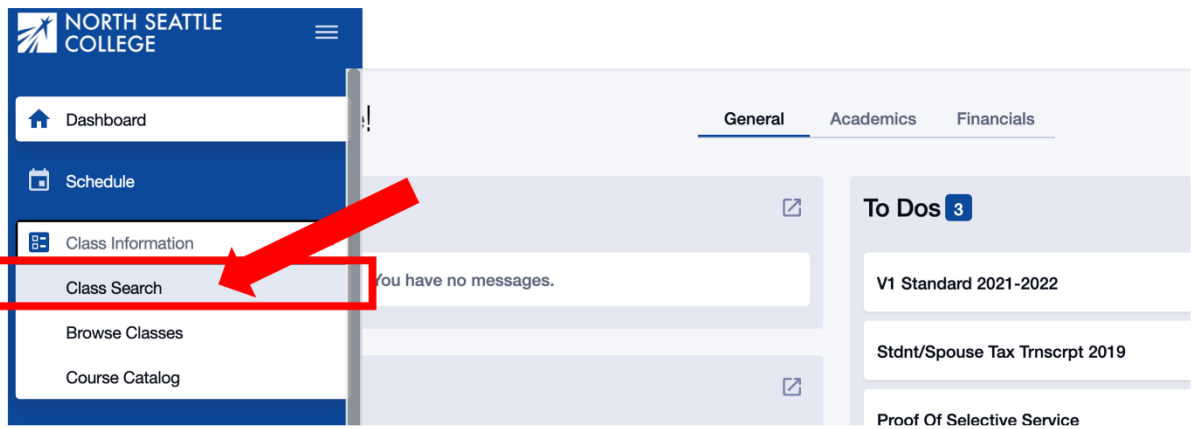 NORTH SEATTLE
COLLEGE
Dashboard
Schedule
Class Information
Class Search
Browse Classes
Course Catalog
!
General Academics Financials
You have no messages.
To Dos 3
V1 Standard 2021-2022
Stdnt/Spouse Tax Trnscrpt 2019
Proof Of Selective Service